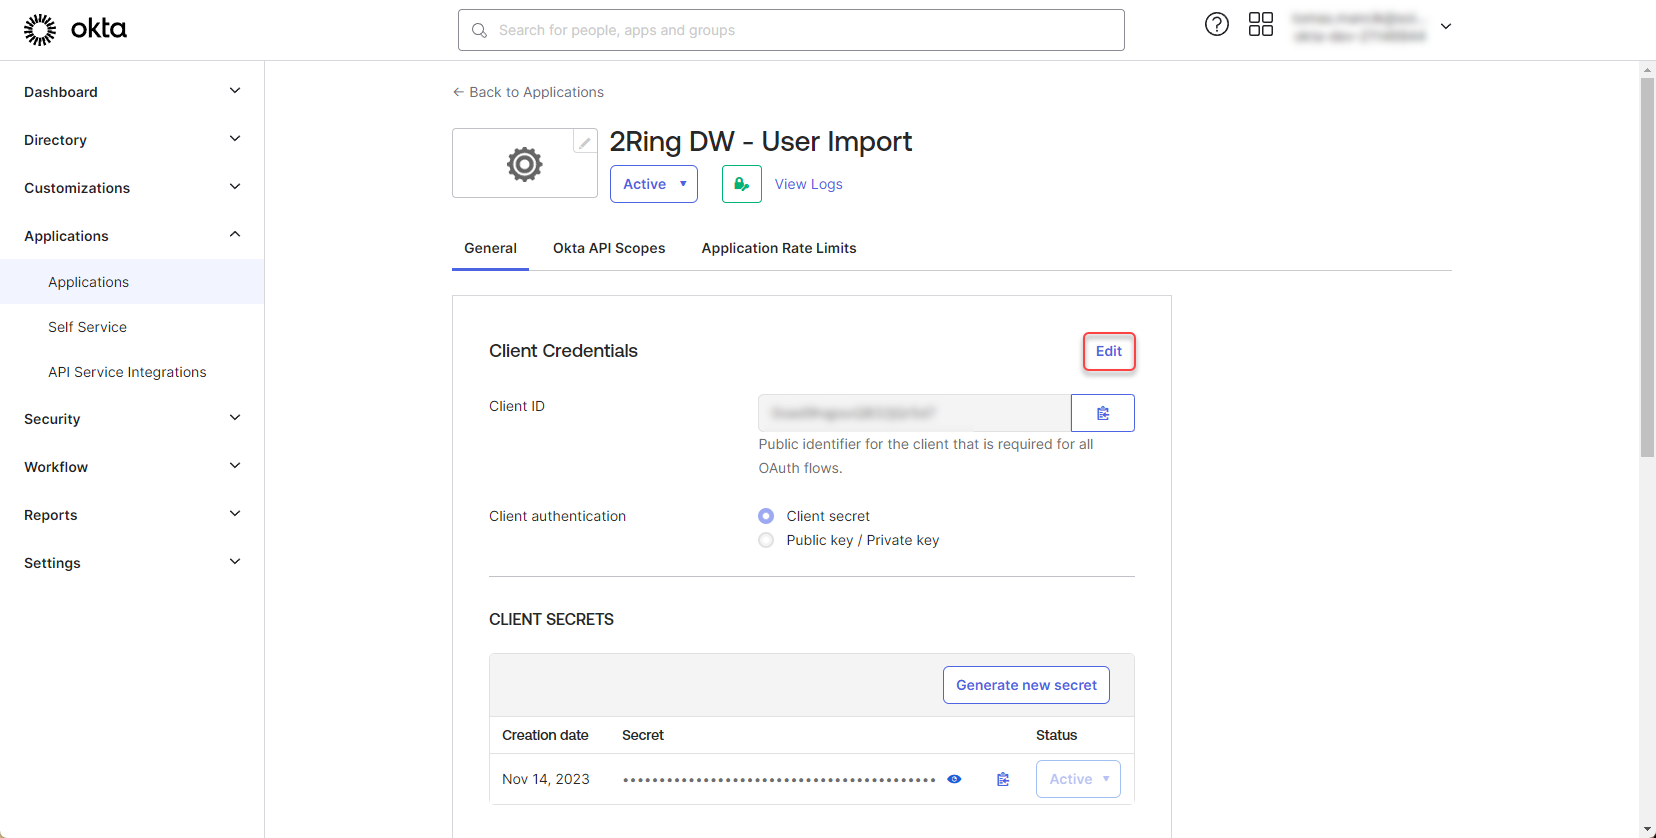 okta
Search for people, apps and groups
Dashboard
Directory
Customizations
Applications
Applications
Self Service
API Service Integrations
Security
Workflow
Reports
Settings
← Back to Applications
2Ring DW - User Import
Active
View Logs
General
Okta API Scopes
Application Rate Limits
Client Credentials
Edit
Client ID
Public identifier for the client that is required for all
OAuth flows.
Client authentication
Client secret
Public key / Private key
CLIENT SECRETS
Generate new secret
Creation date
Secret
Status
Nov 14, 2023
Active